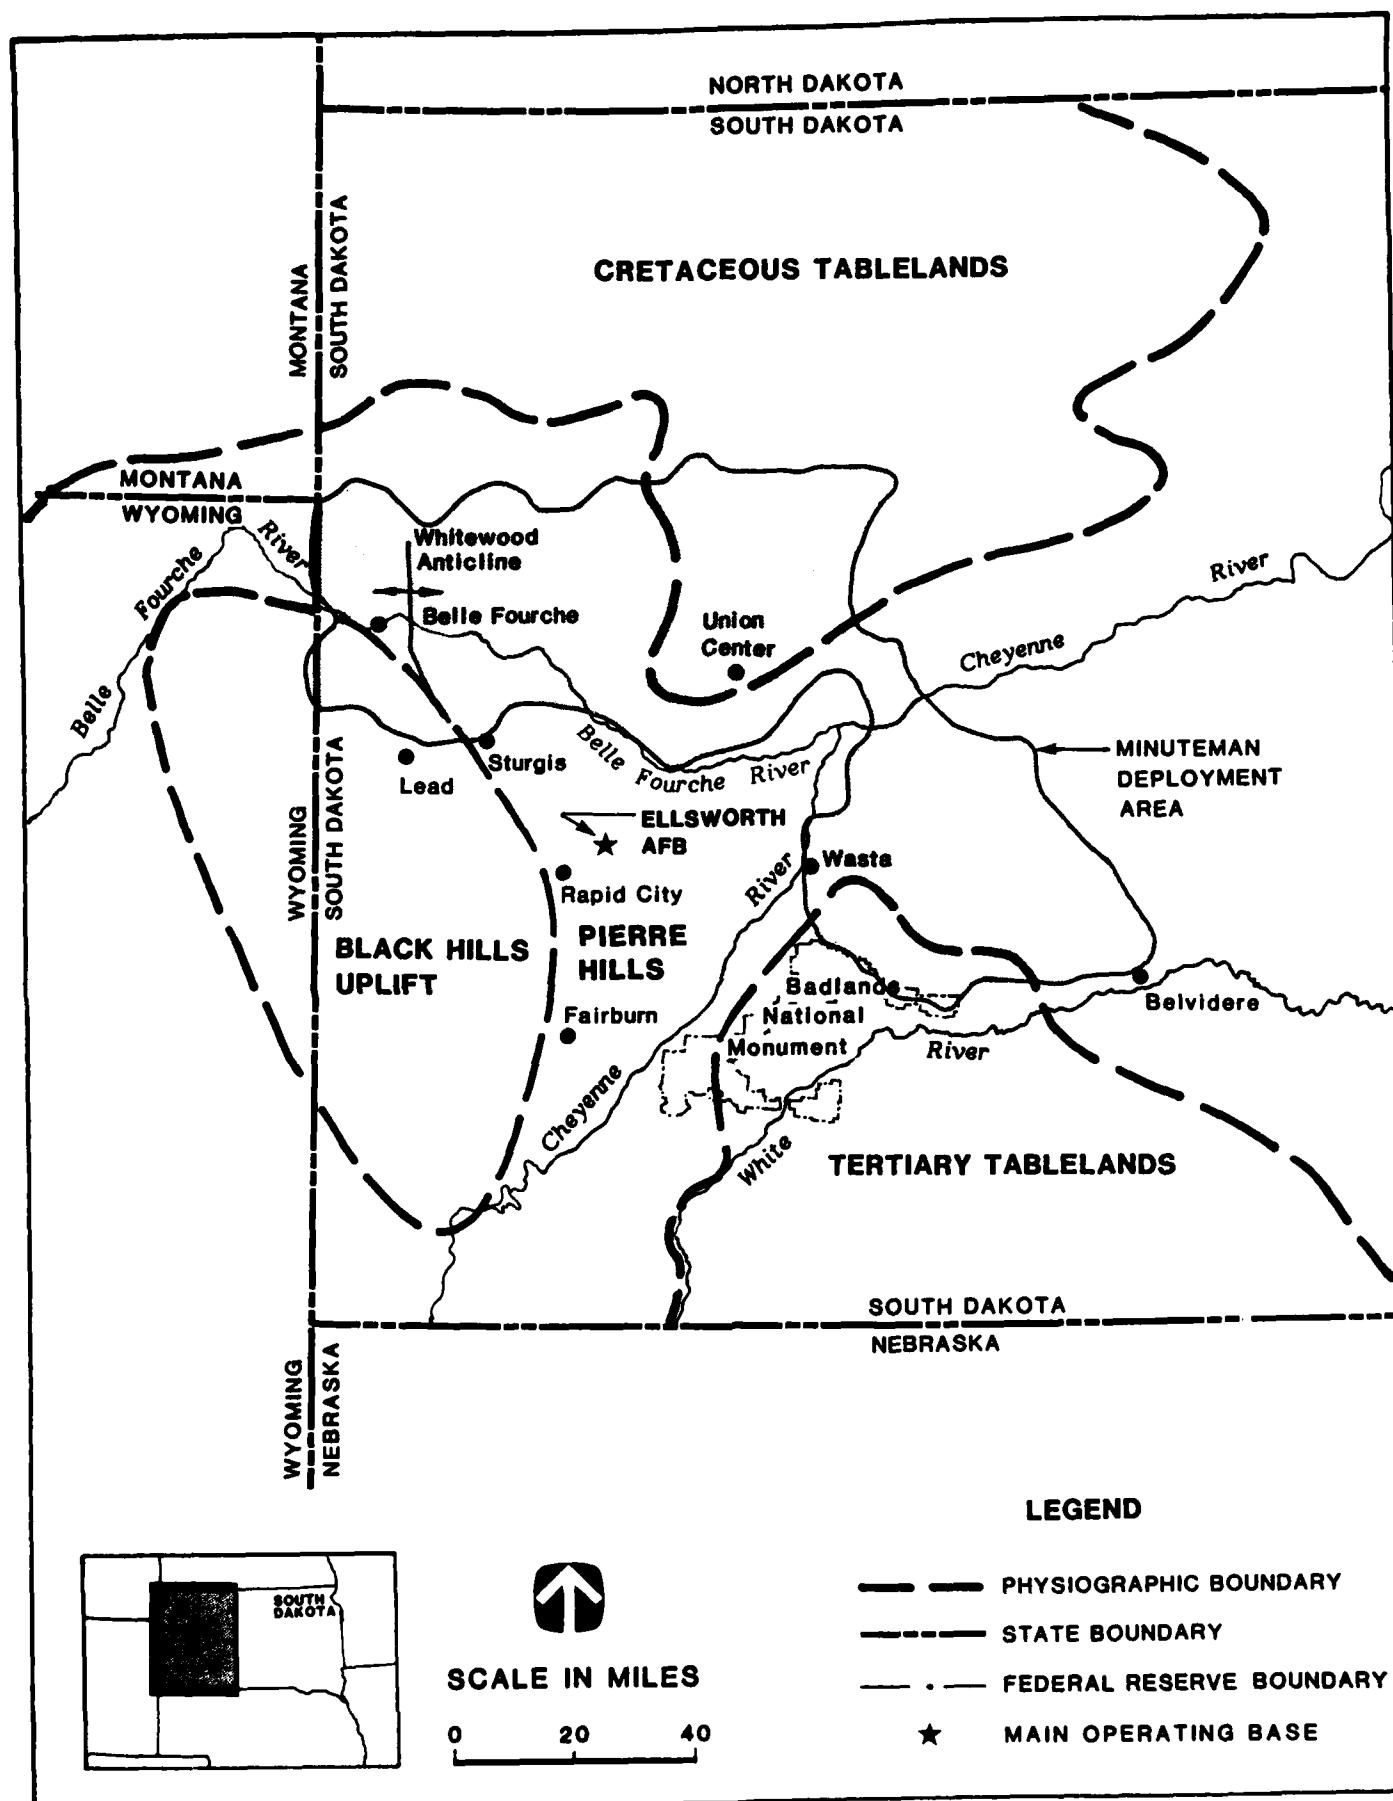 NORTH DAKOTA
SOUTH DAKOTA
CRETACEOUS TABLELANDS
MONTANA
SOUTH DAKOTA
MONTANA
WYOMING
Belle
Fourche
River
Whitewood
Anticline
Belle Fourche
Union
Center
Cheyenne
River
Belle
Fourche
River
MINUTEMAN
DEPLOYMENT
AREA
Sturgis
Lead
WYOMING
SOUTH DAKOTA
ELLSWORTH
AFB
Wasta
Rapid City
River
BLACK HILLS
UPLIFT
PIERRE
HILLS
Badlands
National
Monument
Belvidere
Fairburn
River
Cheyenne
White
TERTIARY TABLELANDS
SOUTH DAKOTA
NEBRASKA
WYOMING
NEBRASKA
LEGEND
PHYSIOGRAPHIC BOUNDARY
STATE BOUNDARY
FEDERAL RESERVE BOUNDARY
MAIN OPERATING BASE
SOUTH
DAKOTA
SCALE IN MILES
0 20 40